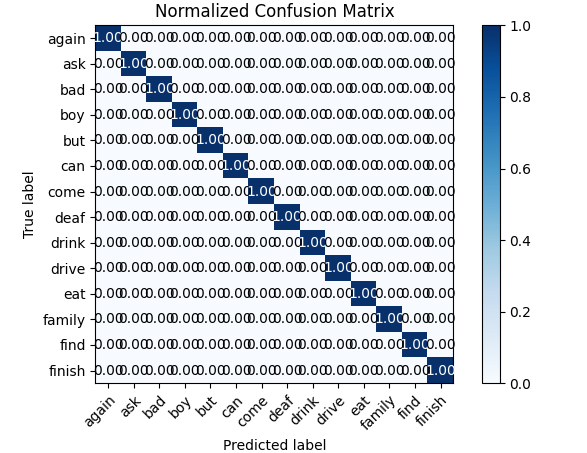 Normalized Confusion Matrix
again 1.00 0.00 0.00 0.00 0.00 0.00 0.00 0.00 0.00 0.00 0.00 0.00 0.00 0.00
ask 0.00 1.00 0.00 0.00 0.00 0.00 0.00 0.00 0.00 0.00 0.00 0.00 0.00 0.00
bad 0.00 0.00 1.00 0.00 0.00 0.00 0.00 0.00 0.00 0.00 0.00 0.00 0.00 0.00
boy 0.00 0.00 0.00 1.00 0.00 0.00 0.00 0.00 0.00 0.00 0.00 0.00 0.00 0.00
but 0.00 0.00 0.00 0.00 1.00 0.00 0.00 0.00 0.00 0.00 0.00 0.00 0.00 0.00
can 0.00 0.00 0.00 0.00 0.00 1.00 0.00 0.00 0.00 0.00 0.00 0.00 0.00 0.00
come 0.00 0.00 0.00 0.00 0.00 0.00 1.00 0.00 0.00 0.00 0.00 0.00 0.00 0.00
deaf 0.00 0.00 0.00 0.00 0.00 0.00 0.00 1.00 0.00 0.00 0.00 0.00 0.00 0.00
drink 0.00 0.00 0.00 0.00 0.00 0.00 0.00 0.00 1.00 0.00 0.00 0.00 0.00 0.00
drive 0.00 0.00 0.00 0.00 0.00 0.00 0.00 0.00 0.00 1.00 0.00 0.00 0.00 0.00
eat 0.00 0.00 0.00 0.00 0.00 0.00 0.00 0.00 0.00 0.00 1.00 0.00 0.00 0.00
family 0.00 0.00 0.00 0.00 0.00 0.00 0.00 0.00 0.00 0.00 0.00 1.00 0.00 0.00
find 0.00 0.00 0.00 0.00 0.00 0.00 0.00 0.00 0.00 0.00 0.00 0.00 1.00 0.00
finish 0.00 0.00 0.00 0.00 0.00 0.00 0.00 0.00 0.00 0.00 0.00 0.00 0.00 1.00
True label
again ask bad boy but can come deaf drink drive eat family find finish
Predicted label
1.0
0.8
0.6
0.4
0.2
0.0